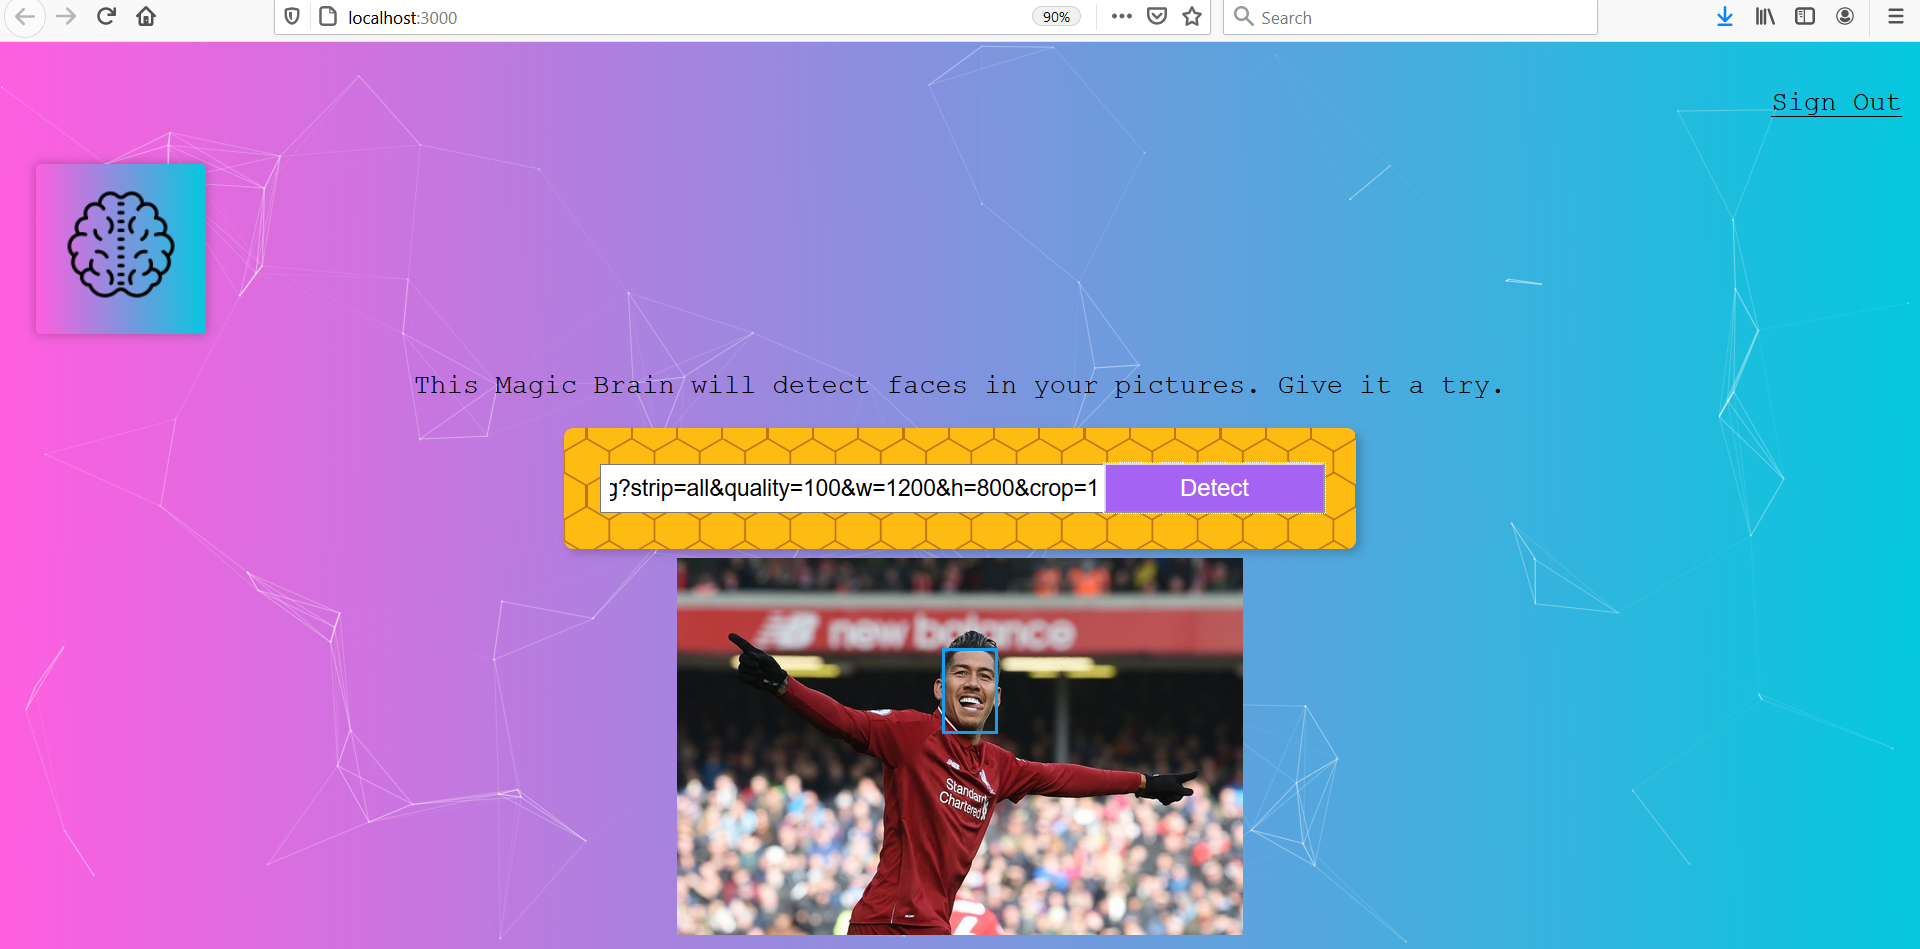 localhost:3000
90%
Search
Sign Out
This Magic Brain will detect faces in your pictures. Give it a try.
g?strip=all&quality=100&w=1200&h=800&crop=1
Detect
new balance
Standard
Chartered